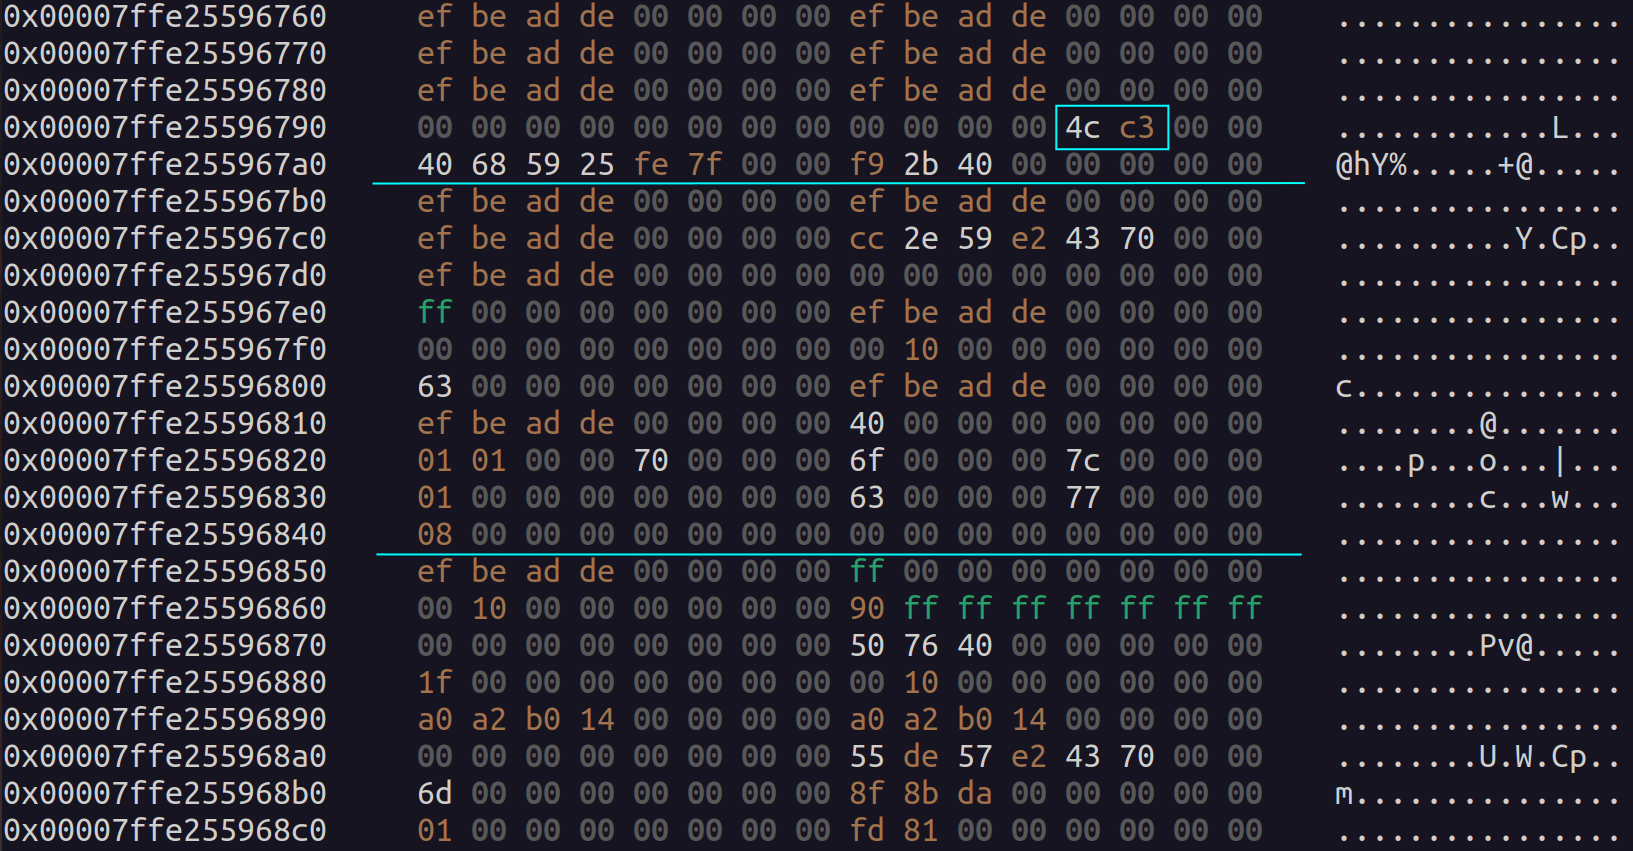 0x00007ffe25596760 ef be ad de 00 00 00 00 ef be ad de 00 00 00 00 ................
0x00007ffe25596770 ef be ad de 00 00 00 00 ef be ad de 00 00 00 00 ................
0x00007ffe25596780 ef be ad de 00 00 00 00 ef be ad de 00 00 00 00 ................
0x00007ffe25596790 00 00 00 00 00 00 00 00 00 00 00 00 4c c3 00 00 ............L...
0x00007ffe255967a0 40 68 59 25 fe 7f 00 00 f9 2b 40 00 00 00 00 00 @hY%.....+@.....
0x00007ffe255967b0 ef be ad de 00 00 00 00 ef be ad de 00 00 00 00 ................
0x00007ffe255967c0 ef be ad de 00 00 00 00 cc 2e 59 e2 43 70 00 00 ..........Y.Cp..
0x00007ffe255967d0 ef be ad de 00 00 00 00 00 00 00 00 00 00 00 00 ................
0x00007ffe255967e0 ff 00 00 00 00 00 00 00 ef be ad de 00 00 00 00 ................
0x00007ffe255967f0 00 00 00 00 00 00 00 00 00 10 00 00 00 00 00 00 ................
0x00007ffe25596800 63 00 00 00 00 00 00 00 ef be ad de 00 00 00 00 c...............
0x00007ffe25596810 ef be ad de 00 00 00 00 40 00 00 00 00 00 00 00 ........@.......
0x00007ffe25596820 01 01 00 00 70 00 00 00 6f 00 00 00 7c 00 00 00 ....p...o...|...
0x00007ffe25596830 01 00 00 00 00 00 00 00 63 00 00 00 77 00 00 00 ........c...w...
0x00007ffe25596840 08 00 00 00 00 00 00 00 00 00 00 00 00 00 00 00 ................
0x00007ffe25596850 ef be ad de 00 00 00 00 ff 00 00 00 00 00 00 00 ................
0x00007ffe25596860 00 10 00 00 00 00 00 00 90 ff ff ff ff ff ff ff ................
0x00007ffe25596870 00 00 00 00 00 00 00 00 50 76 40 00 00 00 00 00 ........Pv@.....
0x00007ffe25596880 1f 00 00 00 00 00 00 00 00 10 00 00 00 00 00 00 ................
0x00007ffe25596890 a0 a2 b0 14 00 00 00 00 a0 a2 b0 14 00 00 00 00 ................
0x00007ffe255968a0 00 00 00 00 00 00 00 00 55 de 57 e2 43 70 00 00 ........U.W.Cp..
0x00007ffe255968b0 6d 00 00 00 00 00 00 00 8f 8b da 00 00 00 00 00 m...............
0x00007ffe255968c0 01 00 00 00 00 00 00 00 fd 81 00 00 00 00 00 00 ................